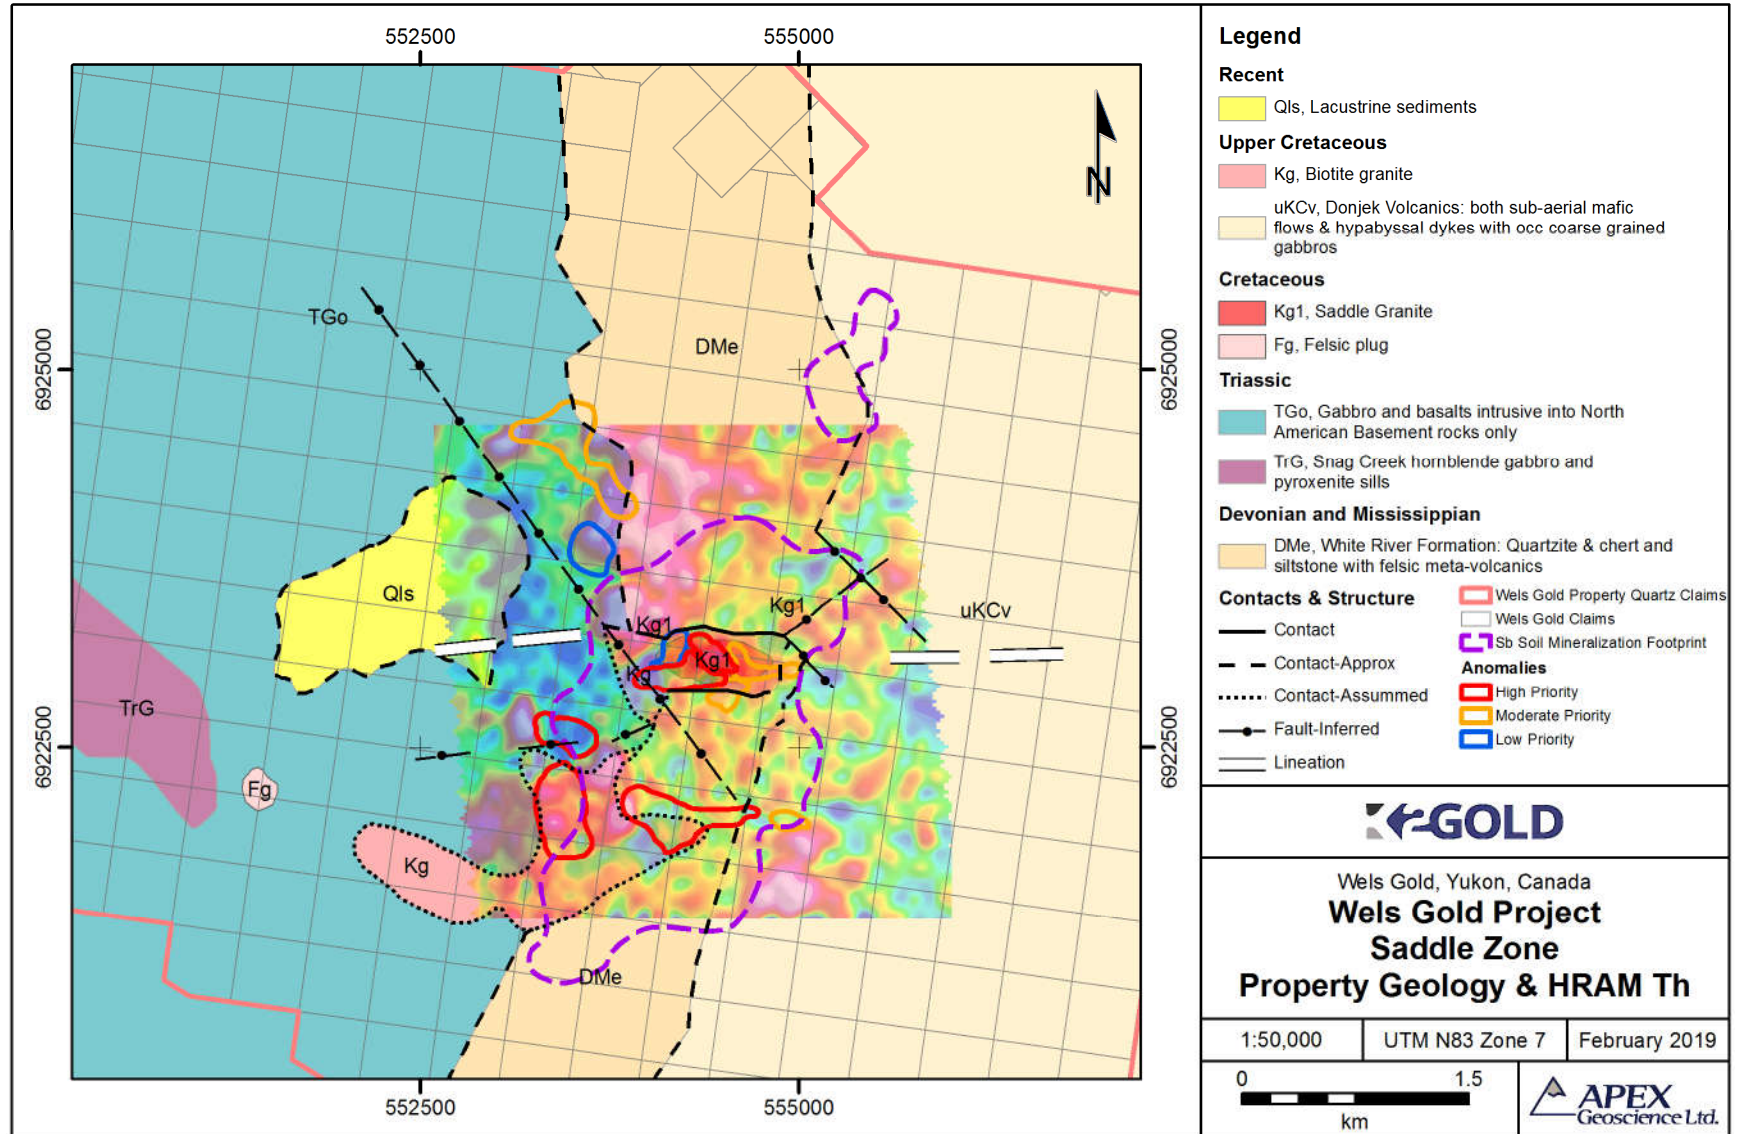 552500
555000
N
TGo
DMe
6925000
6925000
Qls
Kg1
uKCv
Kg1
Kg1
Kg
TrG
6922500
6922500
Fg
Kg
DMe
552500
555000
Legend
Recent
Qls, Lacustrine sediments
Upper Cretaceous
Kg, Biotite granite
uKCv, Donjek Volcanics: both sub-aerial mafic
flows & hypabyssal dykes with occ coarse grained
gabbros
Cretaceous
Kg1, Saddle Granite
Fg, Felsic plug
Triassic
TGo, Gabbro and basalts intrusive into North
American Basement rocks only
TrG, Snag Creek hornblende gabbro and
pyroxenite sills
Devonian and Mississippian
DMe, White River Formation: Quartzite & chert and
siltstone with felsic meta-volcanics
Contacts & Structure
Contact
Contact-Approx
Contact-Assummed
Fault-Inferred
Lineation
Wels Gold Property Quartz Claims
Wels Gold Claims
Sb Soil Mineralization Footprint
Anomalies
High Priority
Moderate Priority
Low Priority
K2 GOLD
Wels Gold, Yukon, Canada
Wels Gold Project
Saddle Zone
Property Geology & HRAM Th
1:50,000
UTM N83 Zone 7
February 2019
0
1.5
km
APEX
Geoscience Ltd.